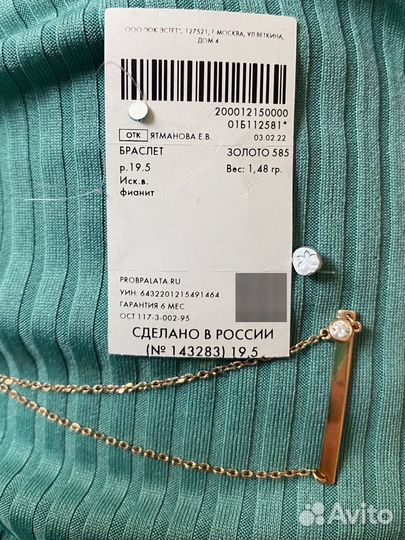 ООО "ЮК ЭСТЕТ", 127521, Г МОСКВА, УЛ ВЕТКИНА,
ДОМ 4
200012150000
01Б112581*
ОТК ЯТМАНОВА Е.В. 03.02.22
БРАСЛЕТ ЗОЛОТО 585
р.19.5 Вес: 1,48 гр.
Иск.в.
фианит
PROBPALATA.RU
УИН: 6432201215491464
ГАРАНТИЯ 6 МЕС.
ОСТ 117-3-002-95
СДЕЛАНО В РОССИИ
(№ 143283) 19.5
Avito